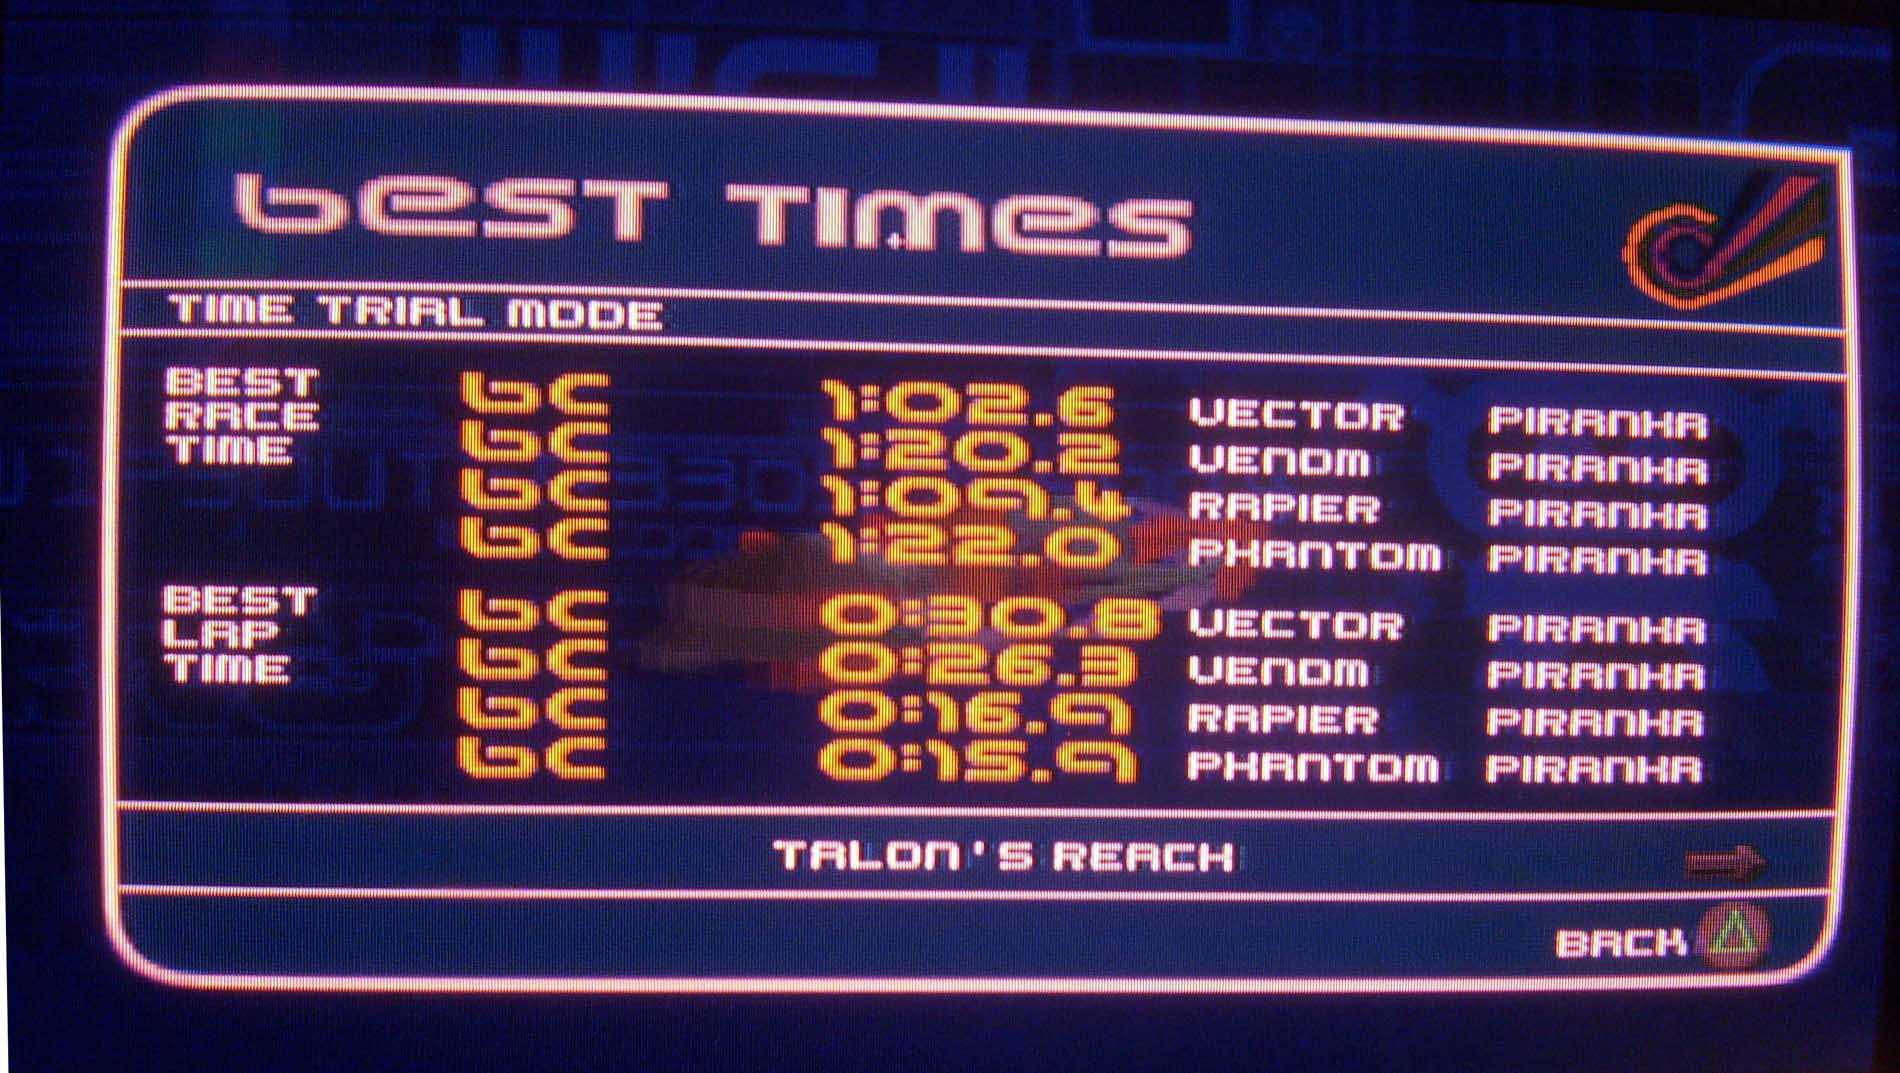 BEST TIMES
TIME TRIAL MODE
BEST RACE TIME
BC 1:02.6 VECTOR PIRANHA
BC 1:20.2 VENOM PIRANHA
BC 1:09.4 RAPIER PIRANHA
BC 1:22.0 PHANTOM PIRANHA
BEST LAP TIME
BC 0:30.8 VECTOR PIRANHA
BC 0:26.3 VENOM PIRANHA
BC 0:16.9 RAPIER PIRANHA
BC 0:15.9 PHANTOM PIRANHA
TALON'S REACH
BACK